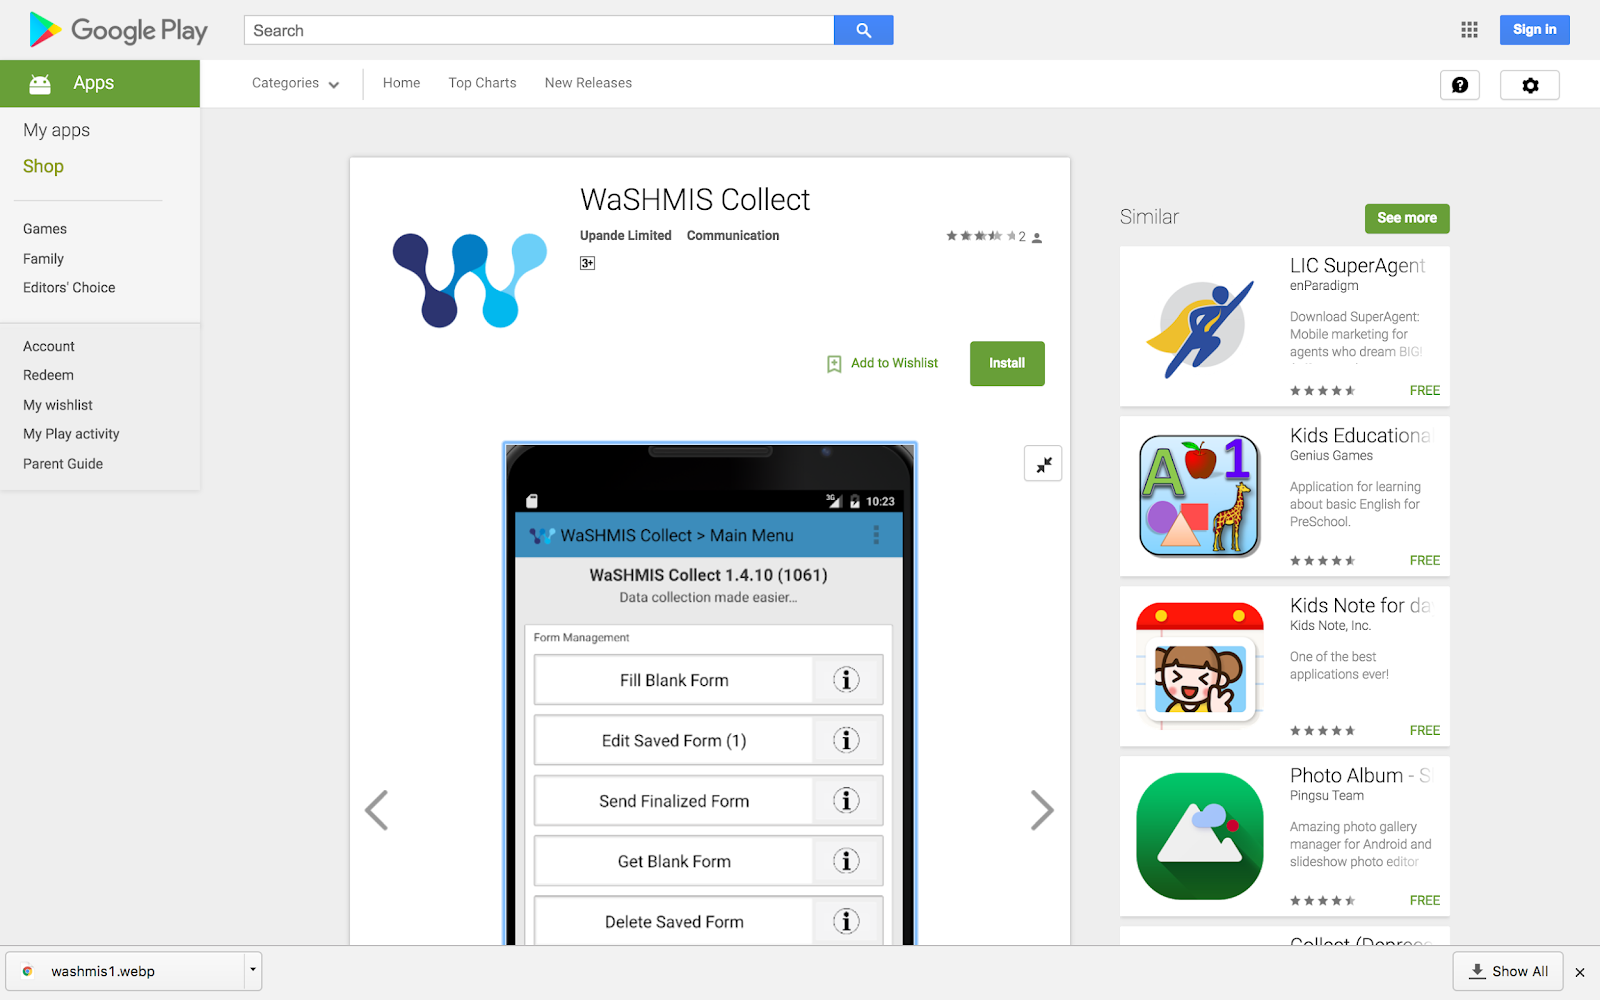 Google Play
Search
Sign in
Apps
Categories
Home
Top Charts
New Releases
My apps
Shop
Games
Family
Editors' Choice
Account
Redeem
My wishlist
My Play activity
Parent Guide
WaSHMIS Collect
Upande Limited
Communication
2
3+
Add to Wishlist
Install
3G
10:23
WaSHMIS Collect > Main Menu
WaSHMIS Collect 1.4.10 (1061)
Data collection made easier...
Form Management
Fill Blank Form
Edit Saved Form (1)
Send Finalized Form
Get Blank Form
Delete Saved Form
Similar
See more
LIC SuperAgent
enParadigm
Download SuperAgent:
Mobile marketing for
agents who dream BIG!
FREE
A
1
Kids Educationa
Genius Games
Application for learning
about basic English for
PreSchool.
FREE
Kids Note for da
Kids Note, Inc.
One of the best
applications ever!
FREE
Photo Album - S
Pingsu Team
Amazing photo gallery
manager for Android and
slideshow photo editor
FREE
washmis1.webp
Show All